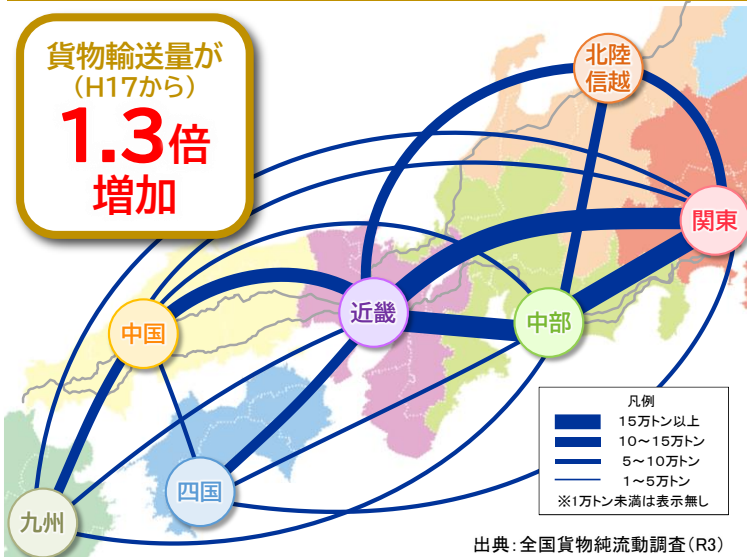 貨物輸送量が
(H17から)
1.3倍
増加
北陸
信越
関東
近畿
中部
中国
四国
九州
凡例
15万トン以上
10~15万トン
5~10万トン
1~5万トン
※1万トン未満は表示無し
出典:全国貨物純流動調査(R3)